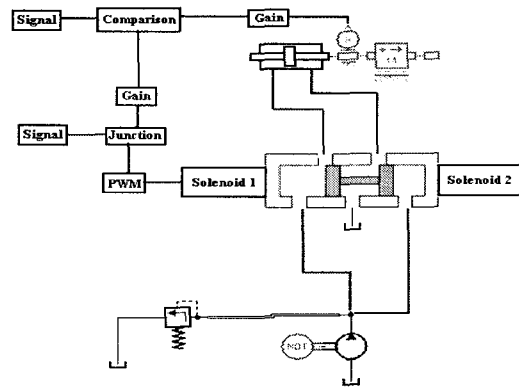 Signal
Comparison
Gain
Gain
Signal
Junction
PWM
Solenoid 1
Solenoid 2
MOT